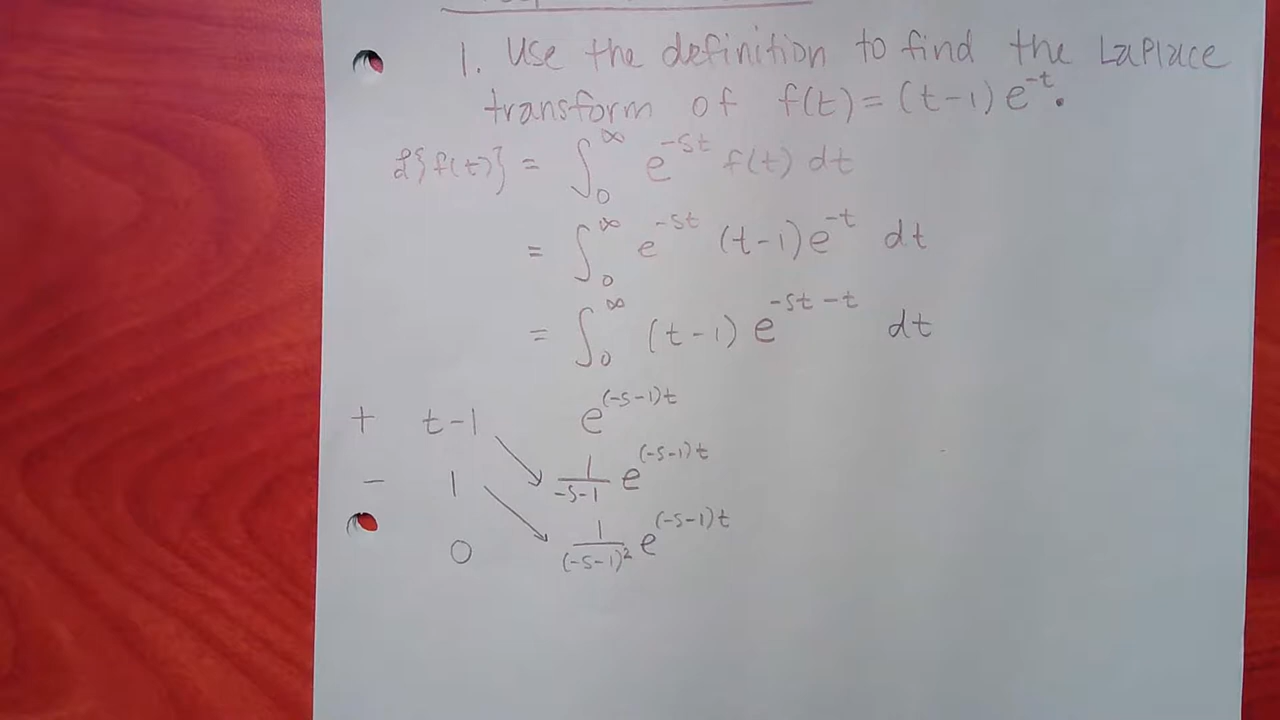 1. Use the definition to find the Laplace
transform of f(t) = (t-1) e^{-t}.
ℒ{f(t)} = ∫_0^∞ e^{-st} f(t) dt
= ∫_0^∞ e^{-st} (t-1) e^{-t} dt
= ∫_0^∞ (t-1) e^{-st-t} dt
+ t-1 e^{(-s-1)t}
- 1 1/(-s-1) e^{(-s-1)t}
0 1/(-s-1)^2 e^{(-s-1)t}